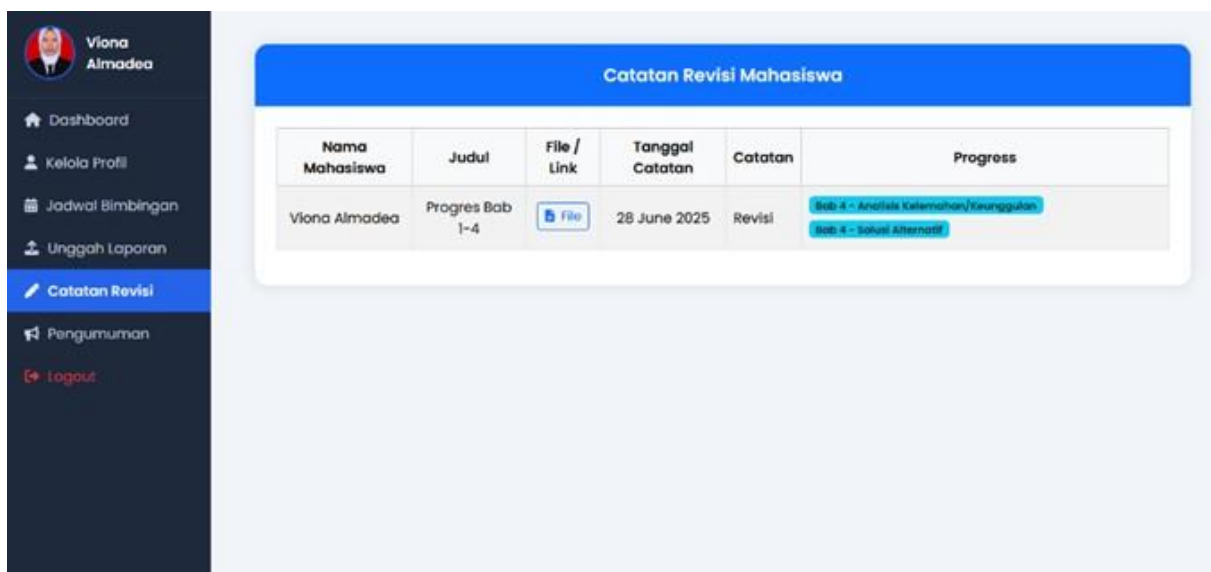 Viona
Almadea
Dashboard
Kelola Profil
Jadwal Bimbingan
Unggah Laporan
Catatan Revisi
Pengumuman
Logout
Catatan Revisi Mahasiswa
Nama
Mahasiswa
Judul
File /
Link
Tanggal
Catatan
Catatan
Progress
Viona Almadea
Progres Bab
1-4
File
28 June 2025
Revisi
Bab 4 - Analisis Kelemahan/Keunggulan
Bab 4 - Solusi Alternatif